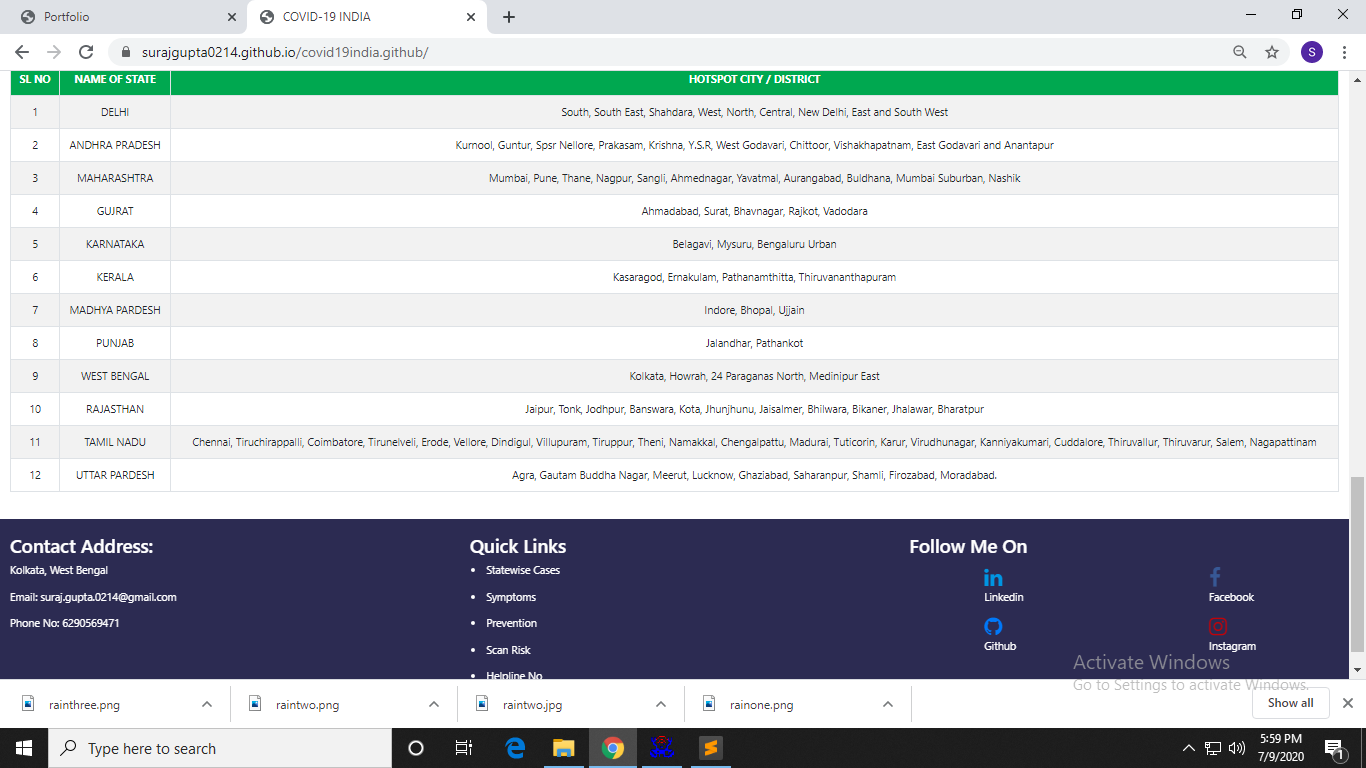 Portfolio
COVID-19 INDIA
surajgupta0214.github.io/covid19india.github/
S
SL NO NAME OF STATE HOTSPOT CITY / DISTRICT
1 DELHI South, South East, Shahdara, West, North, Central, New Delhi, East and South West
2 ANDHRA PRADESH Kurnool, Guntur, Spsr Nellore, Prakasam, Krishna, Y.S.R, West Godavari, Chittoor, Vishakhapatnam, East Godavari and Anantapur
3 MAHARASHTRA Mumbai, Pune, Thane, Nagpur, Sangli, Ahmednagar, Yavatmal, Aurangabad, Buldhana, Mumbai Suburban, Nashik
4 GUJRAT Ahmadabad, Surat, Bhavnagar, Rajkot, Vadodara
5 KARNATAKA Belagavi, Mysuru, Bengaluru Urban
6 KERALA Kasaragod, Ernakulam, Pathanamthitta, Thiruvananthapuram
7 MADHYA PARDESH Indore, Bhopal, Ujjain
8 PUNJAB Jalandhar, Pathankot
9 WEST BENGAL Kolkata, Howrah, 24 Paraganas North, Medinipur East
10 RAJASTHAN Jaipur, Tonk, Jodhpur, Banswara, Kota, Jhunjhunu, Jaisalmer, Bhilwara, Bikaner, Jhalawar, Bharatpur
11 TAMIL NADU Chennai, Tiruchirappalli, Coimbatore, Tirunelveli, Erode, Vellore, Dindigul, Villupuram, Tiruppur, Theni, Namakkal, Chengalpattu, Madurai, Tuticorin, Karur, Virudhunagar, Kanniyakumari, Cuddalore, Thiruvallur, Thiruvarur, Salem, Nagapattinam
12 UTTAR PARDESH Agra, Gautam Buddha Nagar, Meerut, Lucknow, Ghaziabad, Saharanpur, Shamli, Firozabad, Moradabad.
Contact Address:
Kolkata, West Bengal
Email: suraj.gupta.0214@gmail.com
Phone No: 6290569471
Quick Links
• Statewise Cases
• Symptoms
• Prevention
• Scan Risk
• Helpline No
Follow Me On
Linkedin
Facebook
Github
Instagram
Activate Windows
Go to Settings to activate Windows.
rainthree.png
raintwo.png
raintwo.jpg
rainone.png
Show all
Type here to search
5:59 PM
7/9/2020
1